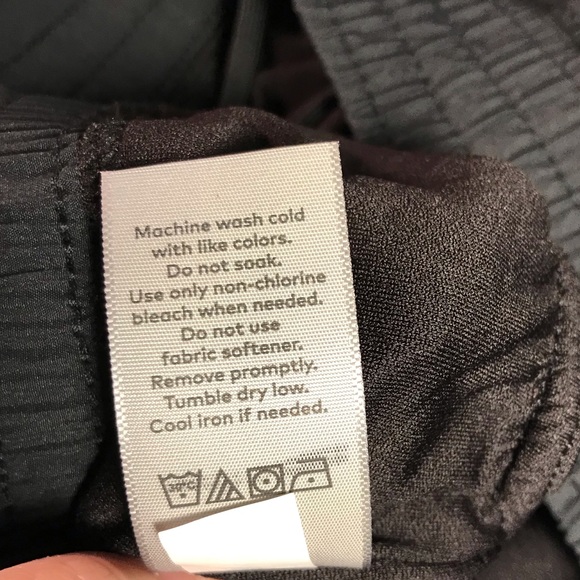 Machine wash cold
with like colors.
Do not soak.
Use only non-chlorine
bleach when needed.
Do not use
fabric softener.
Remove promptly.
Tumble dry low.
Cool iron if needed.